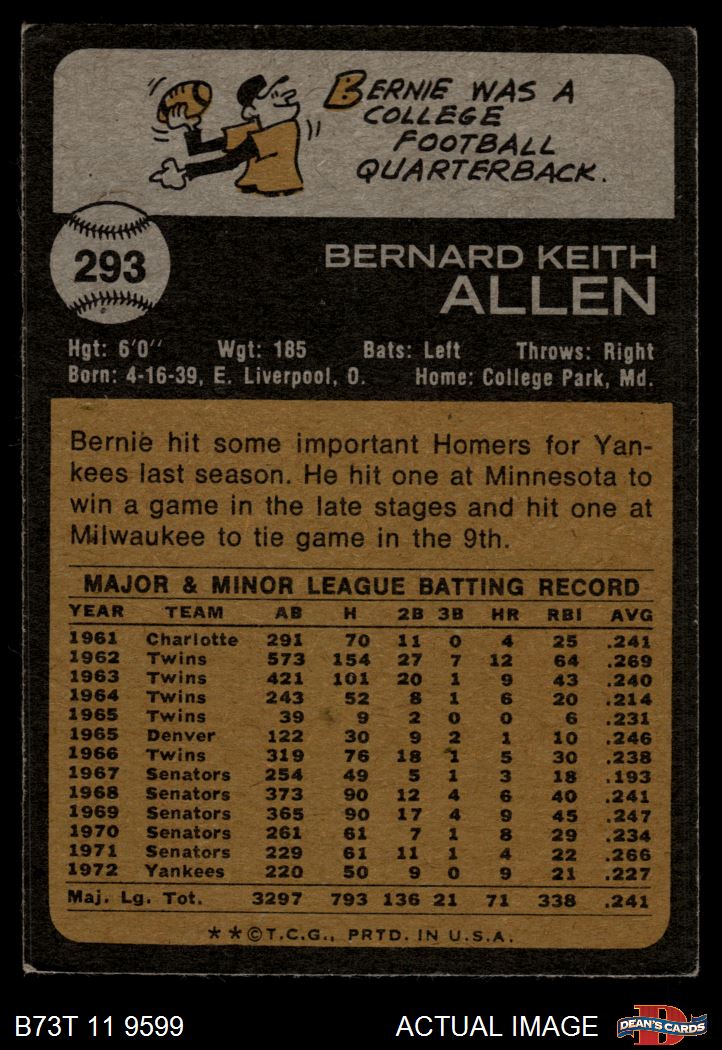 BERNIE WAS A
COLLEGE
FOOTBALL
QUARTERBACK.
293
BERNARD KEITH
ALLEN
Hgt: 6'0" Wgt: 185 Bats: Left Throws: Right
Born: 4-16-39, E. Liverpool, O. Home: College Park, Md.
Bernie hit some important Homers for Yan-
kees last season. He hit one at Minnesota to
win a game in the late stages and hit one at
Milwaukee to tie game in the 9th.
MAJOR & MINOR LEAGUE BATTING RECORD
YEAR TEAM AB H 2B 3B HR RBI AVG
1961 Charlotte 291 70 11 0 4 25 .241
1962 Twins 573 154 27 7 12 64 .269
1963 Twins 421 101 20 1 9 43 .240
1964 Twins 243 52 8 1 6 20 .214
1965 Twins 39 9 2 0 0 6 .231
1965 Denver 122 30 9 2 1 10 .246
1966 Twins 319 76 18 1 5 30 .238
1967 Senators 254 49 5 1 3 18 .193
1968 Senators 373 90 12 4 6 40 .241
1969 Senators 365 90 17 4 9 45 .247
1970 Senators 261 61 7 1 8 29 .234
1971 Senators 229 61 11 1 4 22 .266
1972 Yankees 220 50 9 0 9 21 .227
Maj. Lg. Tot. 3297 793 136 21 71 338 .241
**©T.C.G., PRTD. IN U.S.A.
B73T 11 9599 ACTUAL IMAGE
D
DEAN'S CARDS